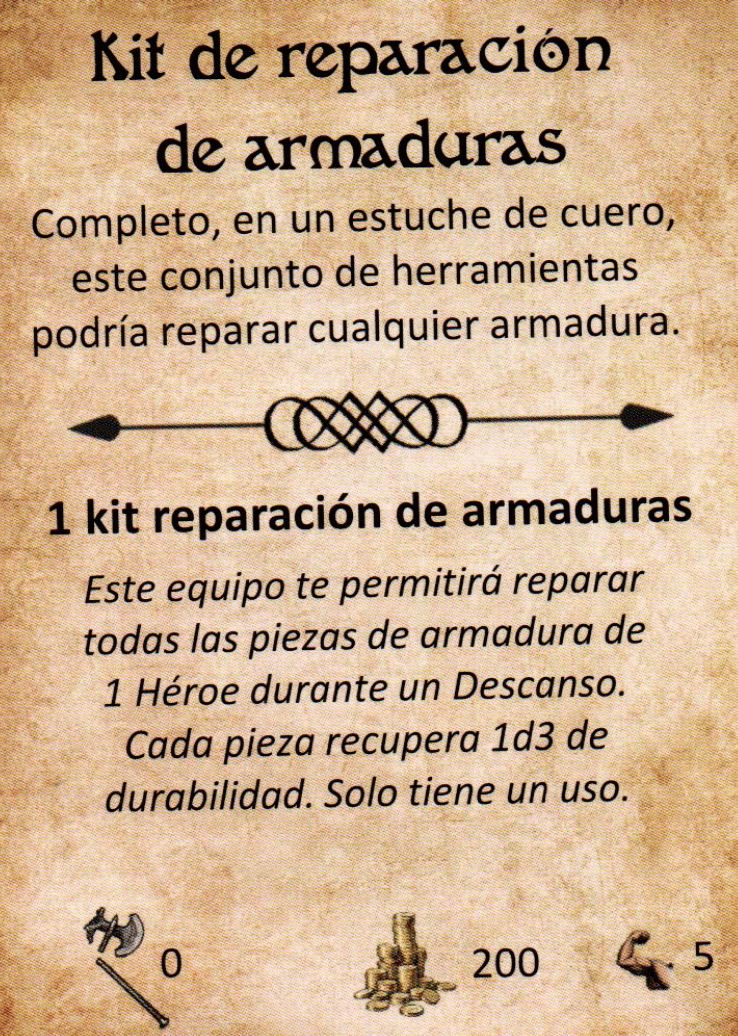 Kit de reparación
de armaduras
Completo, en un estuche de cuero,
este conjunto de herramientas
podría reparar cualquier armadura.
1 kit reparación de armaduras
Este equipo te permitirá reparar
todas las piezas de armadura de
1 Héroe durante un Descanso.
Cada pieza recupera 1d3 de
durabilidad. Solo tiene un uso.
0 200 5